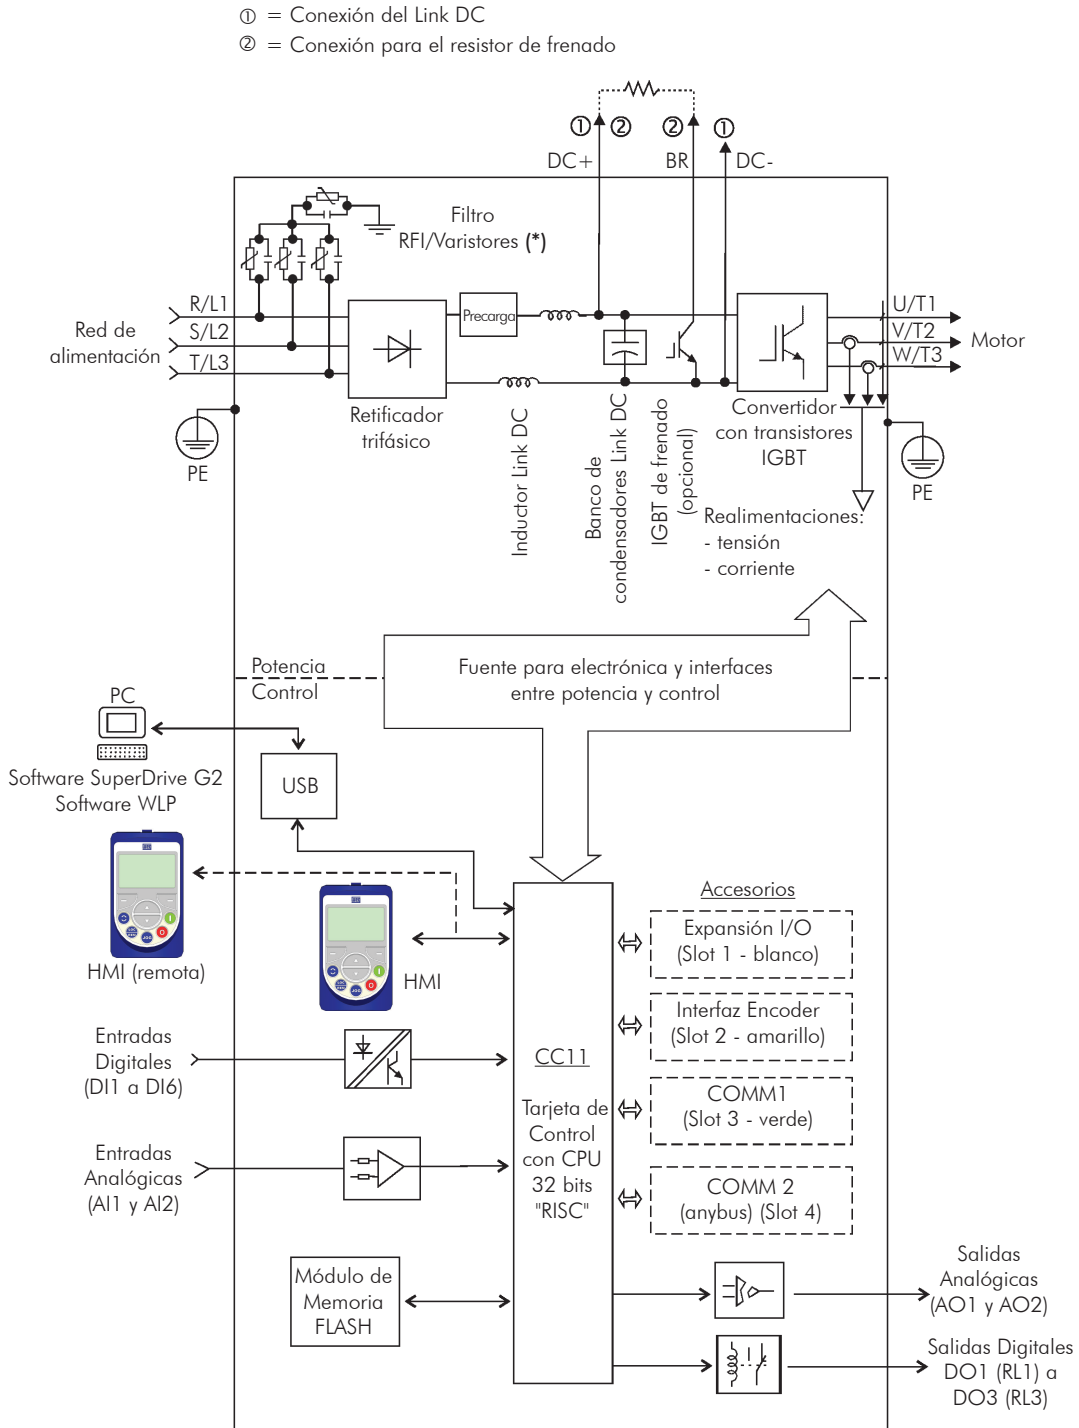 ① = Conexión del Link DC
② = Conexión para el resistor de frenado
① ② ② ①
DC+ BR DC-
Filtro
RFI/Varistores (*)
R/L1
S/L2
T/L3
Red de
alimentación
Precarga
U/T1
V/T2
W/T3
Motor
PE
Retificador
trifásico
Inductor Link DC
Banco de
condensadores Link DC
IGBT de frenado
(opcional)
Convertidor
con transistores
IGBT
PE
Realimentaciones:
- tensión
- corriente
Potencia
Control
Fuente para electrónica y interfaces
entre potencia y control
PC
Software SuperDrive G2
Software WLP
USB
HMI (remota)
HMI
Accesorios
Expansión I/O
(Slot 1 - blanco)
Interfaz Encoder
(Slot 2 - amarillo)
COMM1
(Slot 3 - verde)
COMM 2
(anybus) (Slot 4)
Entradas
Digitales
(DI1 a DI6)
CC11
Tarjeta de
Control
con CPU
32 bits
"RISC"
Entradas
Analógicas
(AI1 y AI2)
Módulo de
Memoria
FLASH
Salidas
Analógicas
(AO1 y AO2)
Salidas Digitales
DO1 (RL1) a
DO3 (RL3)